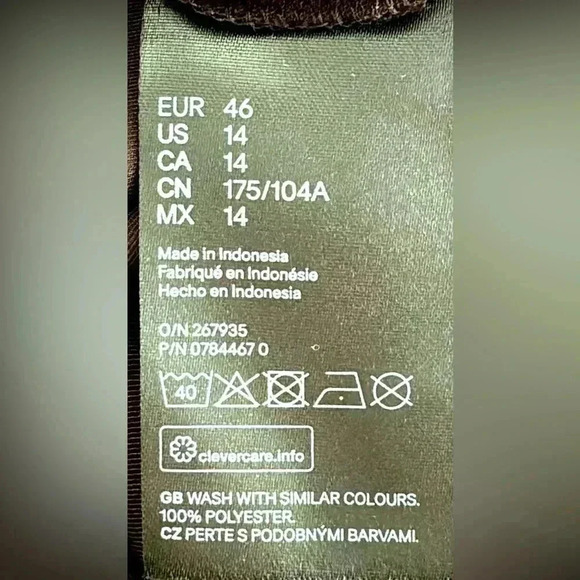 EUR 46
US 14
CA 14
CN 175/104A
MX 14
Made in Indonesia
Fabriqué en Indonésie
Hecho en Indonesia
O/N 267935
P/N 0784467 0
40
clevercare.info
GB WASH WITH SIMILAR COLOURS.
100% POLYESTER
CZ PERTE S PODOBNÝMI BARVAMI.